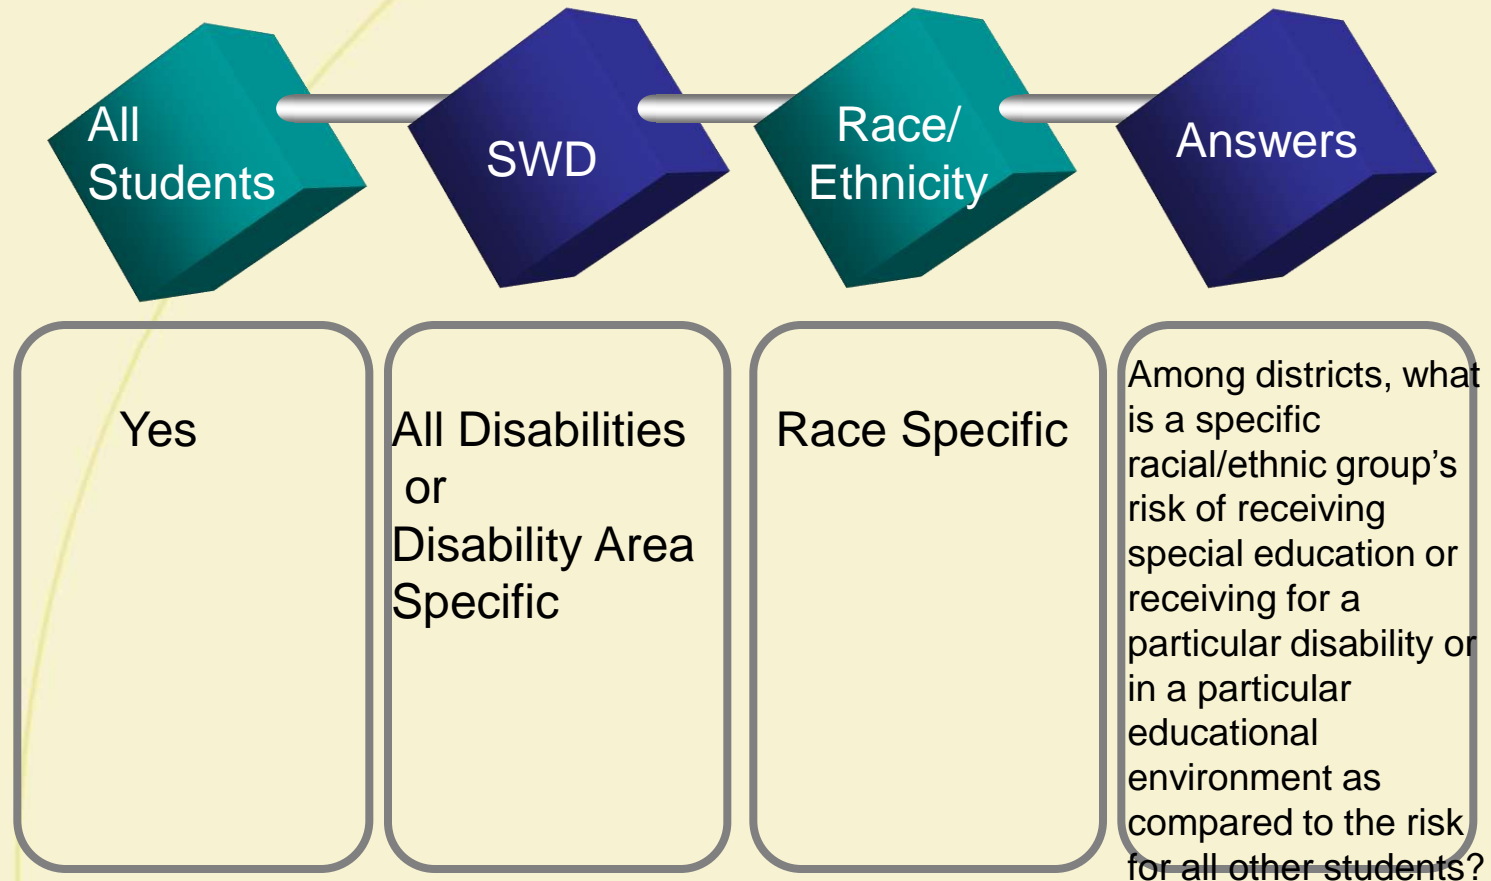 All
Students
SWD
Race/
Ethnicity
Answers
Yes
All Disabilities
or
Disability Area
Specific
Race Specific
Among districts, what
is a specific
racial/ethnic group’s
risk of receiving
special education or
receiving for a
particular disability or
in a particular
educational
environment as
compared to the risk
for all other students?